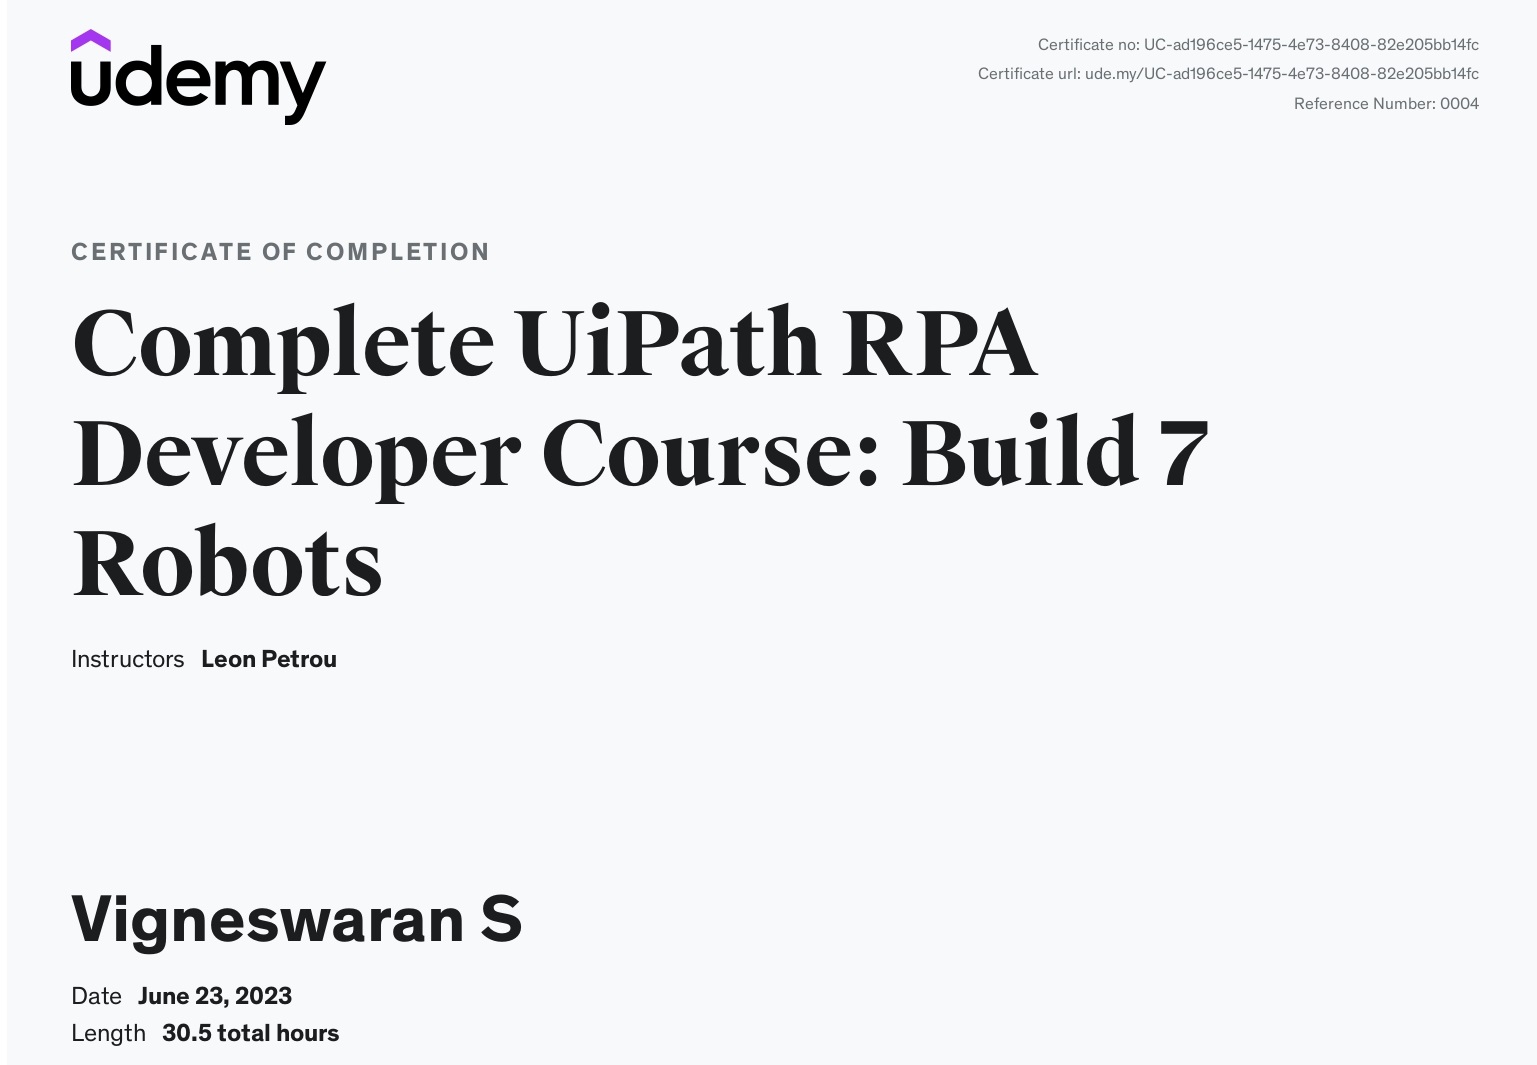 udemy
Certificate no: UC-ad196ce5-1475-4e73-8408-82e205bb14fc
Certificate url: ude.my/UC-ad196ce5-1475-4e73-8408-82e205bb14fc
Reference Number: 0004
CERTIFICATE OF COMPLETION
Complete UiPath RPA
Developer Course: Build 7
Robots
Instructors Leon Petrou
Vigneswaran S
Date June 23, 2023
Length 30.5 total hours